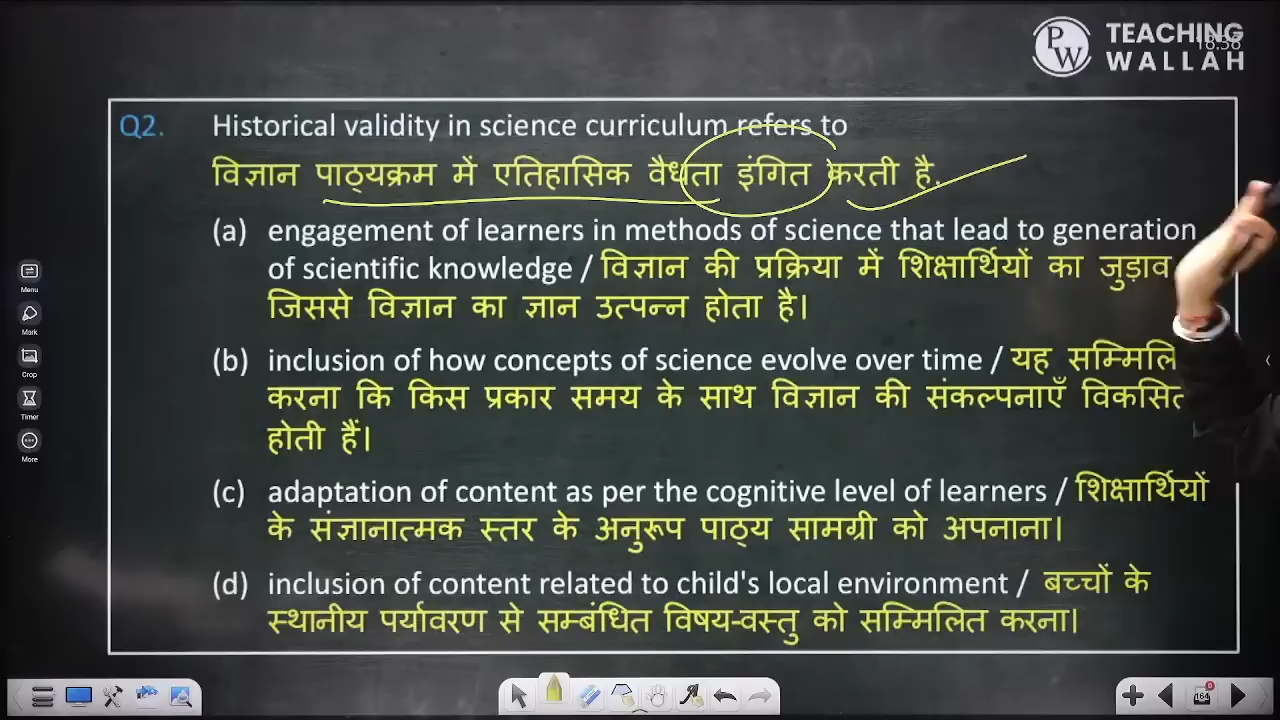 TEACHING
WALLAH
PW
18:38
Q2. Historical validity in science curriculum refers to
विज्ञान पाठ्यक्रम में एतिहासिक वैधता इंगित करती है.
(a) engagement of learners in methods of science that lead to generation
of scientific knowledge / विज्ञान की प्रक्रिया में शिक्षार्थियों का जुड़ाव
जिससे विज्ञान का ज्ञान उत्पन्न होता है।
(b) inclusion of how concepts of science evolve over time / यह
करना कि किस प्रकार समय के साथ विज्ञान की संकल्पनाएँ विकसित
होती हैं।
(c) adaptation of content as per the cognitive level of learners / शिक्षार्थियों
के संज्ञानात्मक स्तर के अनुरूप पाठ्य सामग्री को अपनाना।
(d) inclusion of content related to child's local environment / बच्चों के
स्थानीय पर्यावरण से सम्बंधित विषय-वस्तु को सम्मिलित करना।
Menu
Mark
Crop
Timer
More
164